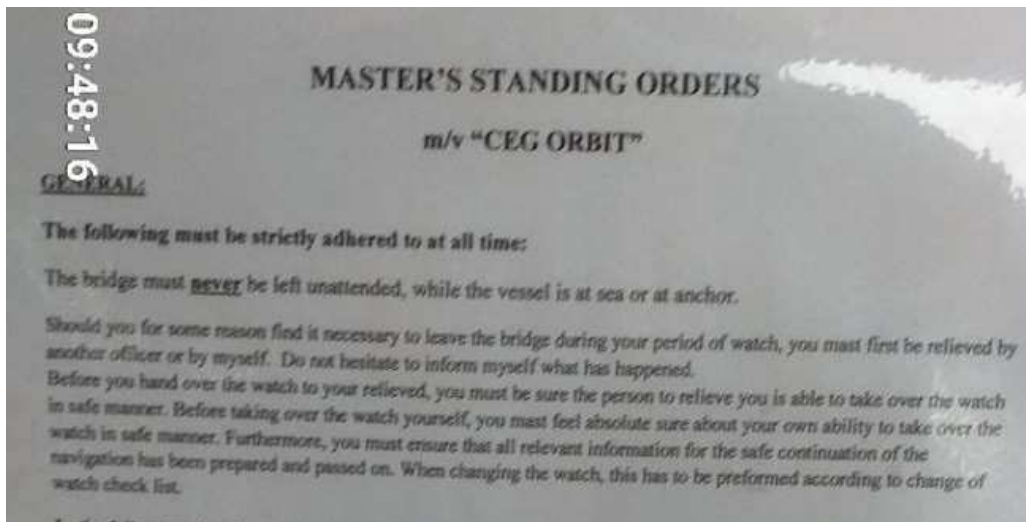 09:48:16
MASTER'S STANDING ORDERS
m/v "CEG ORBIT"
GENERAL:
The following must be strictly adhered to at all time:
The bridge must never be left unattended, while the vessel is at sea or at anchor.
Should you for some reason find it necessary to leave the bridge during your period of watch, you must first be relieved by
another officer or by myself. Do not hesitate to inform myself what has happened.
Before you hand over the watch to your relieved, you must be sure the person to relieve you is able to take over the watch
in safe manner. Before taking over the watch yourself, you must feel absolute sure about your own ability to take over the
watch in safe manner. Furthermore, you must ensure that all relevant information for the safe continuation of the
navigation has been prepared and passed on. When changing the watch, this has to be preformed according to change of
watch check list.